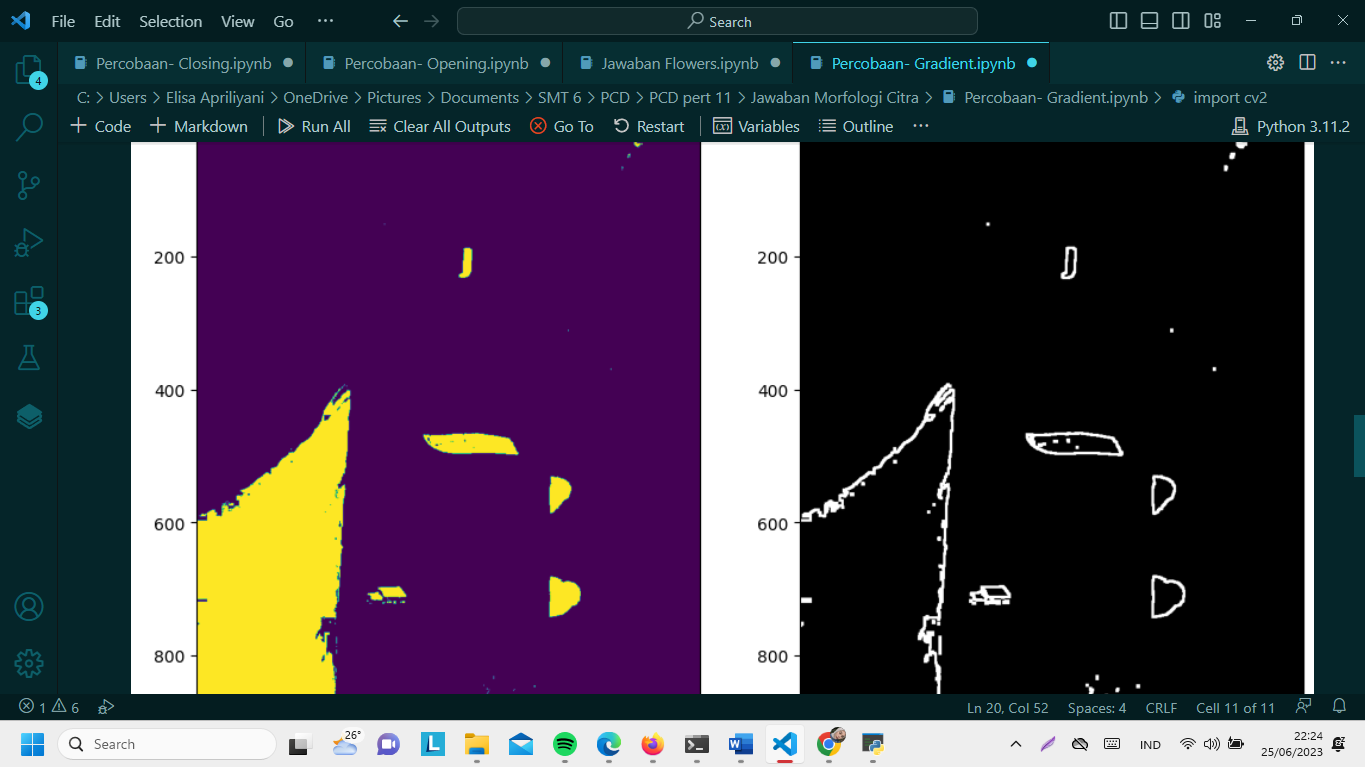 File Edit Selection View Go ··· Search
Percobaan- Closing.ipynb Percobaan- Opening.ipynb Jawaban Flowers.ipynb Percobaan- Gradient.ipynb ···
C: > Users > Elisa Apriliyani > OneDrive > Pictures > Documents > SMT 6 > PCD > PCD pert 11 > Jawaban Morfologi Citra > Percobaan- Gradient.ipynb > import cv2
+ Code + Markdown Run All Clear All Outputs Go To Restart Variables Outline ··· Python 3.11.2
4
3
200 200
400 400
600 600
800 800
1 6 Ln 20, Col 52 Spaces: 4 CRLF Cell 11 of 11
Search 26° L W IND 22:24
25/06/2023